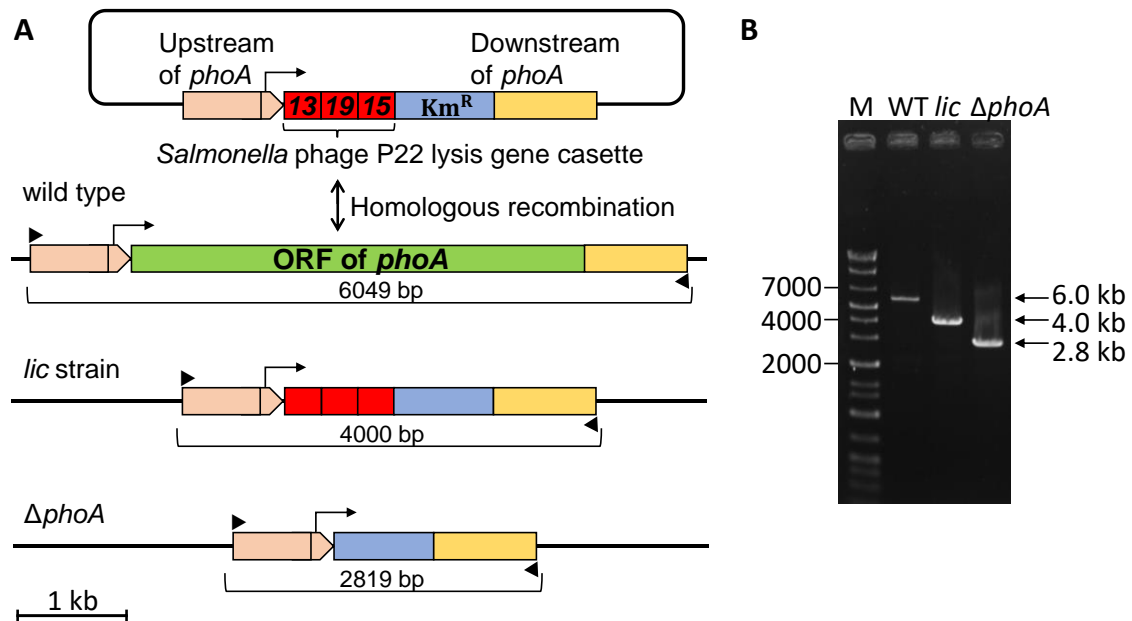 A
Upstream
of phoA
Downstream
of phoA
13 19 15 KmR
Salmonella phage P22 lysis gene casette
wild type
Homologous recombination
ORF of phoA
6049 bp
lic strain
4000 bp
ΔphoA
2819 bp
1 kb
B
M WT lic ΔphoA
7000
4000
2000
6.0 kb
4.0 kb
2.8 kb